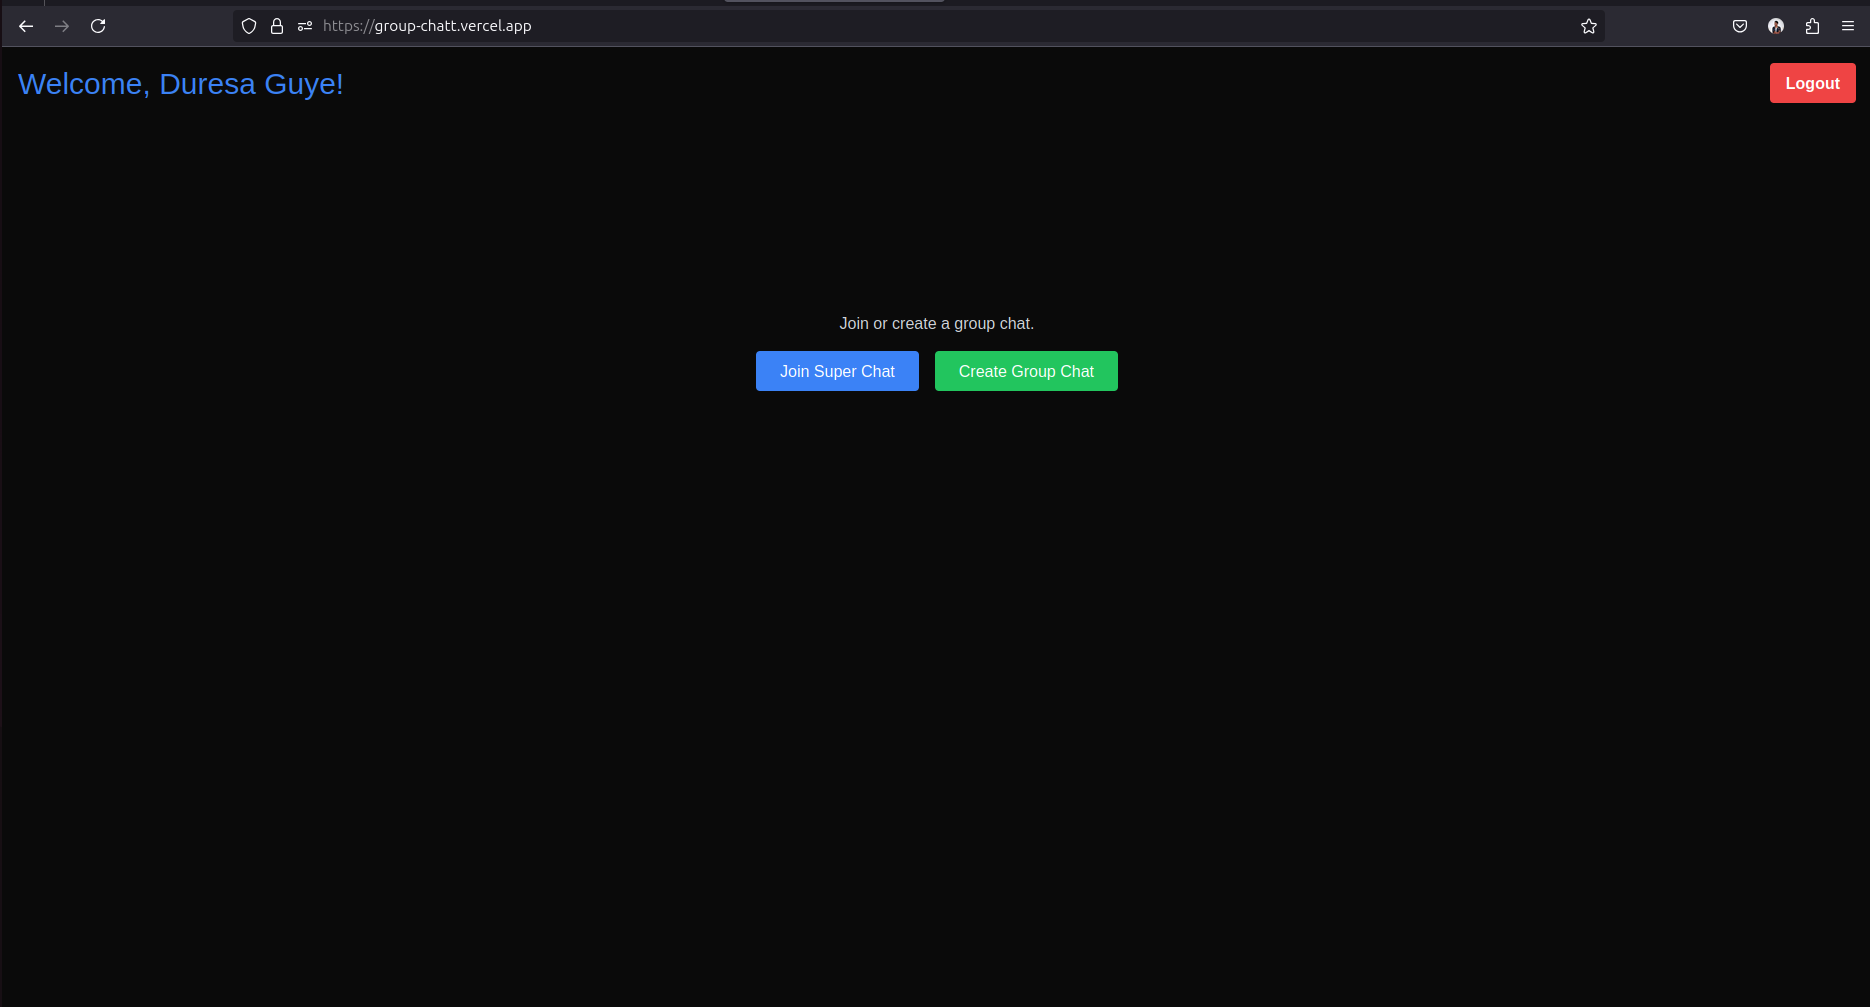 https://group-chatt.vercel.app
Welcome, Duresa Guye!
Logout
Join or create a group chat.
Join Super Chat
Create Group Chat